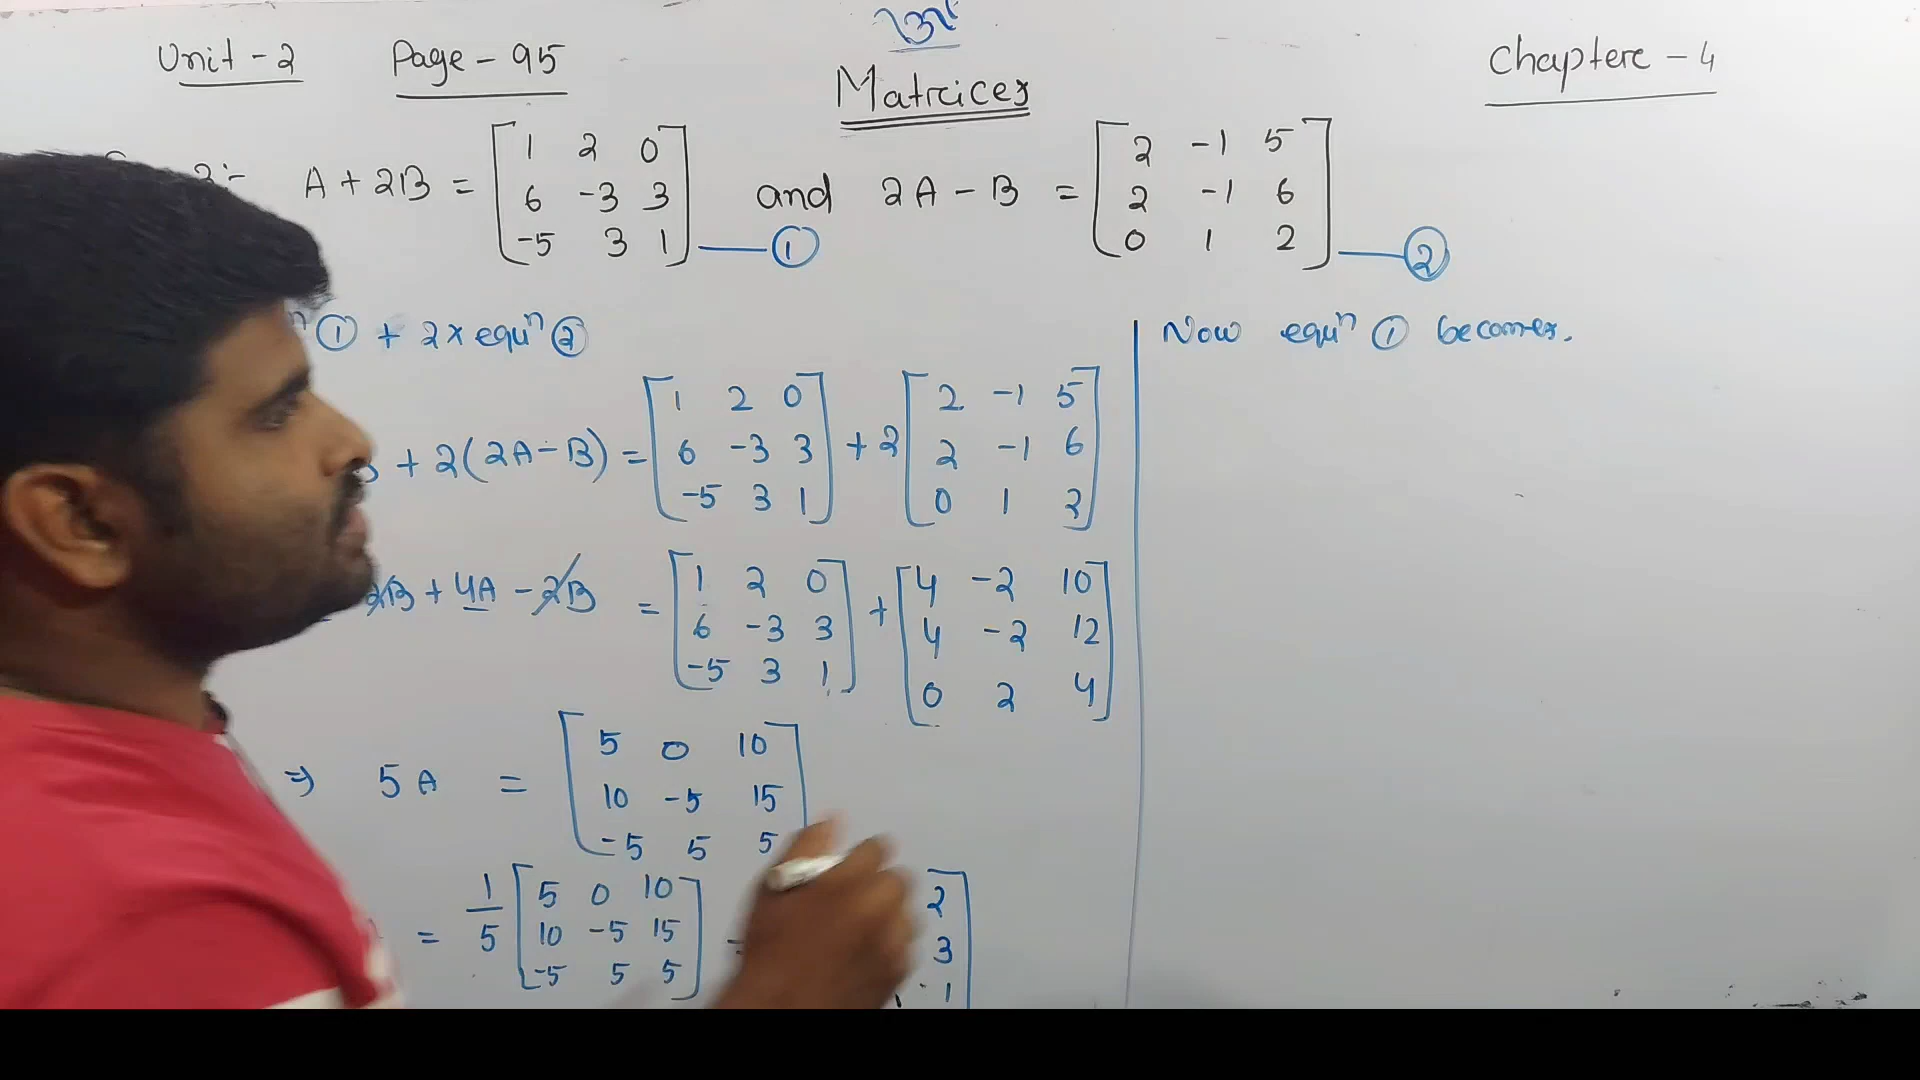 ॐ
Unit - 2 Page - 95 Matrices Chapter - 4
2:- A + 2B = [1 2 0
6 -3 3
-5 3 1] —— ① and 2A - B = [2 -1 5
2 -1 6
0 1 2] —— ②
n ① + 2 x equⁿ ②
B + 2(2A - B) = [1 2 0
6 -3 3
-5 3 1] + 2 [2 -1 5
2 -1 6
0 1 2]
2B + 4A - 2B = [1 2 0
6 -3 3
-5 3 1] + [4 -2 10
4 -2 12
0 2 4]
⇒ 5A = [5 0 10
10 -5 15
-5 5 5]
= 1/5 [5 0 10
10 -5 15
-5 5 5] = 2
3
1]
Now equⁿ ① becomes.